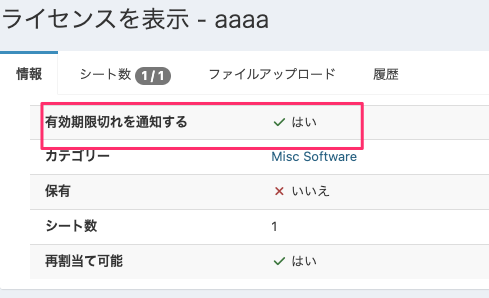 ライセンスを表示 - aaaa
情報 シート数 1 / 1 ファイルアップロード 履歴
有効期限切れを通知する はい
カテゴリー Misc Software
保有 いいえ
シート数 1
再割当て可能 はい